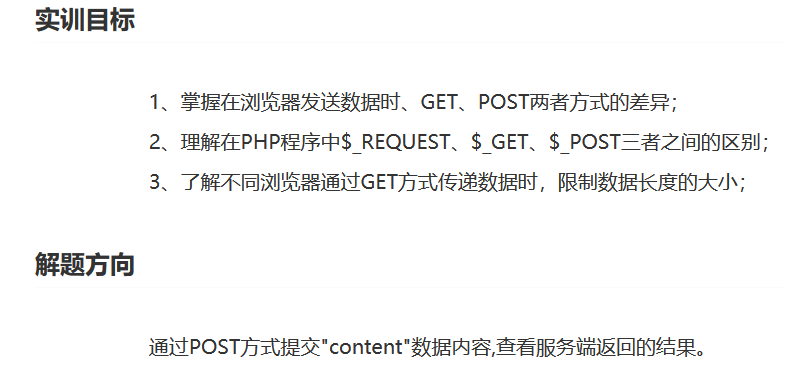 实训目标
1、掌握在浏览器发送数据时、GET、POST两者方式的差异；
2、理解在PHP程序中$_REQUEST、$_GET、$_POST三者之间的区别；
3、了解不同浏览器通过GET方式传递数据时，限制数据长度的大小；
解题方向
通过POST方式提交"content"数据内容,查看服务端返回的结果。